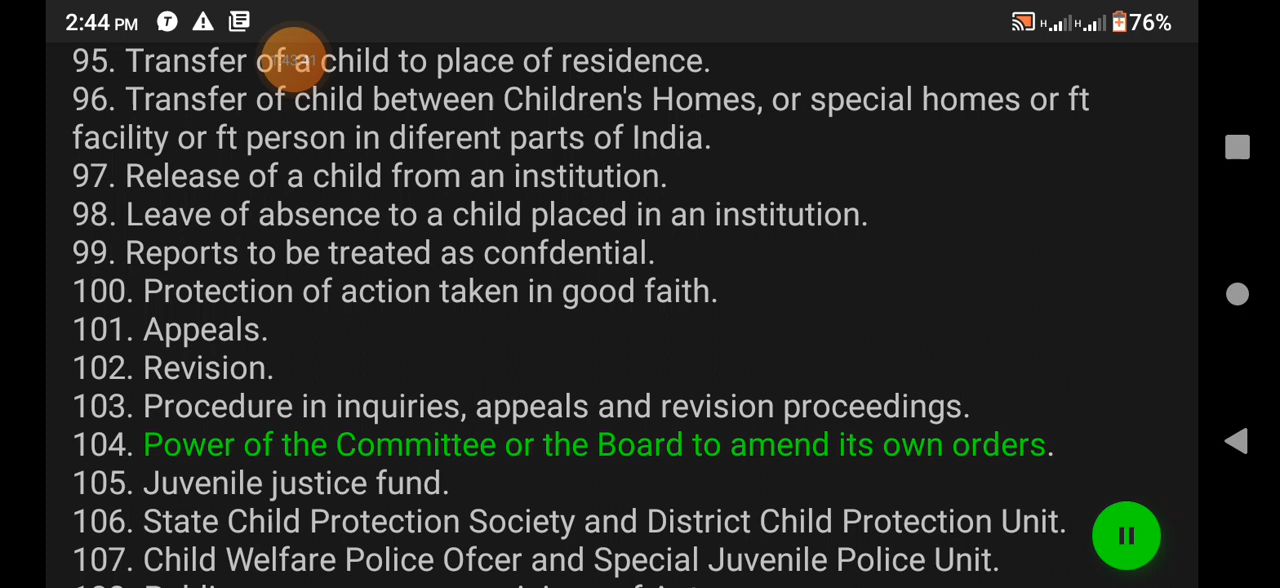 2:44 PM
76%
95. Transfer of a child to place of residence.
96. Transfer of child between Children's Homes, or special homes or ft
facility or ft person in diferent parts of India.
97. Release of a child from an institution.
98. Leave of absence to a child placed in an institution.
99. Reports to be treated as confdential.
100. Protection of action taken in good faith.
101. Appeals.
102. Revision.
103. Procedure in inquiries, appeals and revision proceedings.
104. Power of the Committee or the Board to amend its own orders.
105. Juvenile justice fund.
106. State Child Protection Society and District Child Protection Unit.
107. Child Welfare Police Ofcer and Special Juvenile Police Unit.